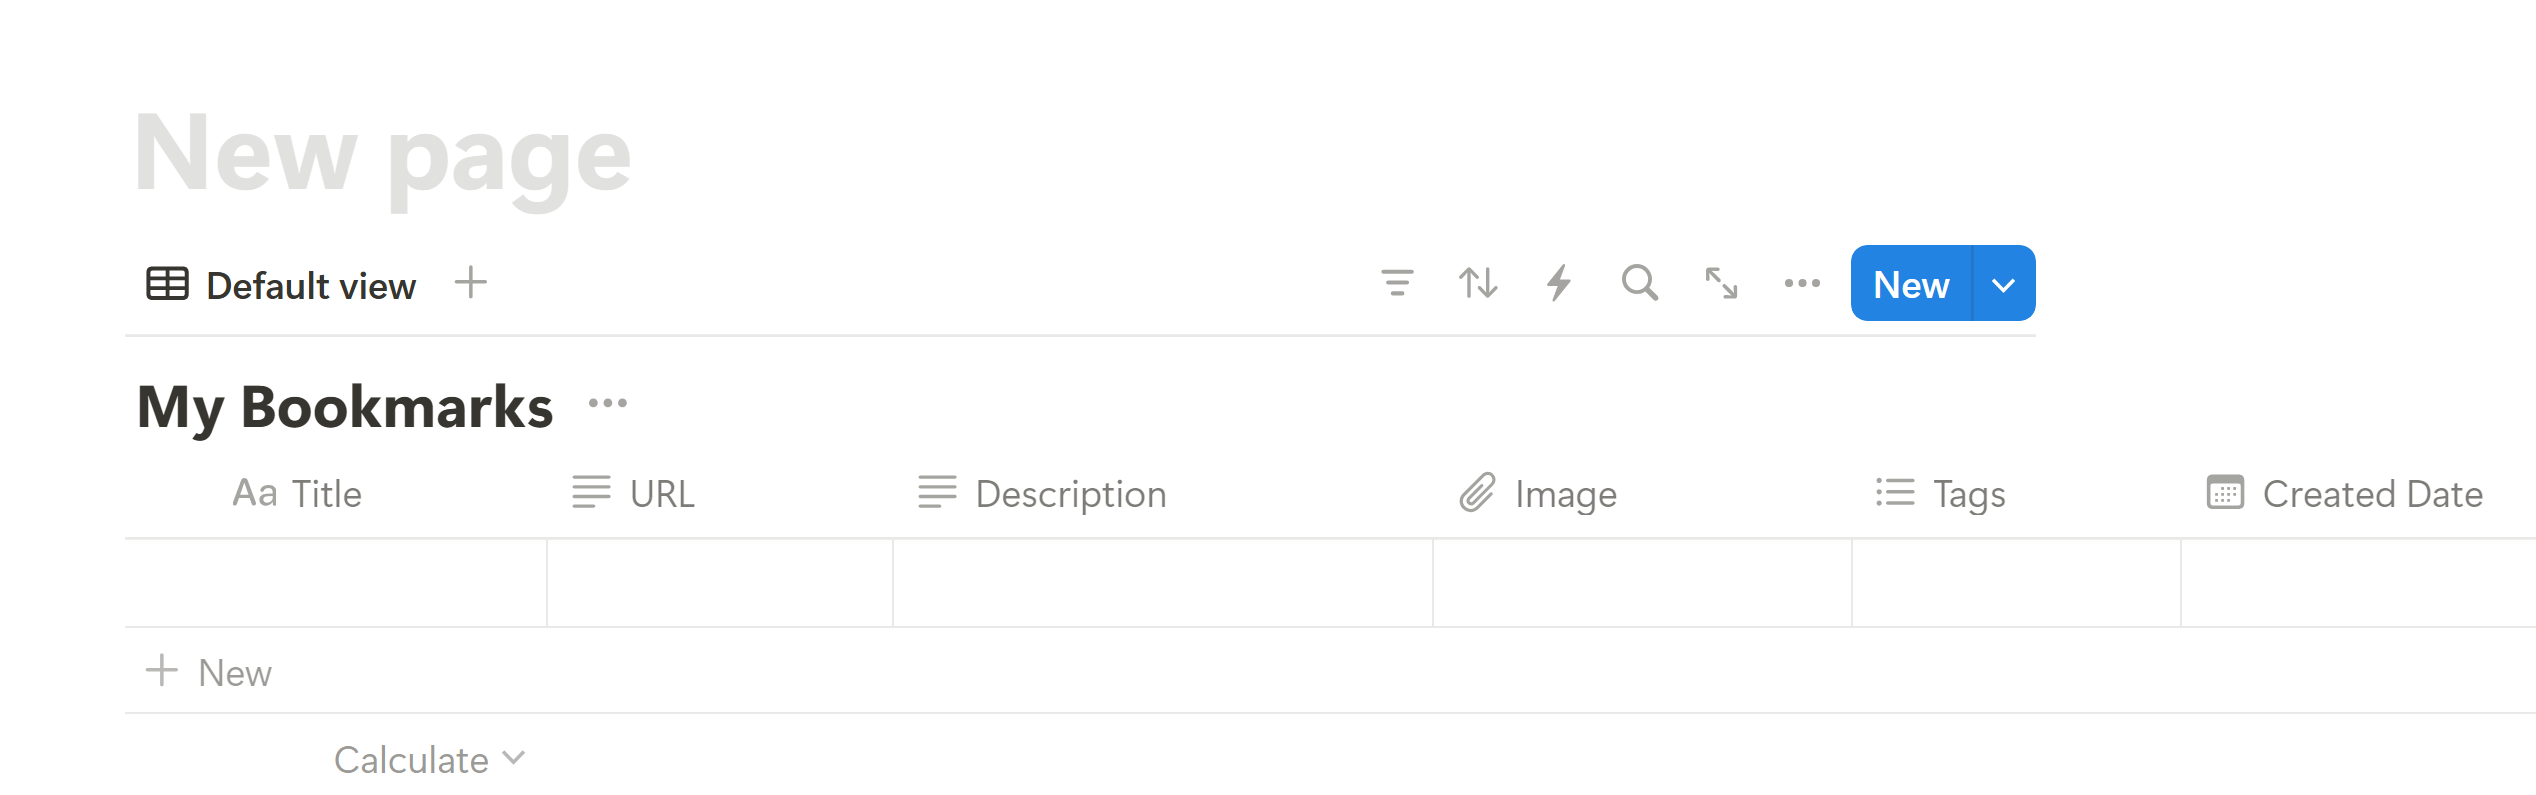 New page
Default view New
My Bookmarks
Aa Title URL Description Image Tags Created Date
New
Calculate